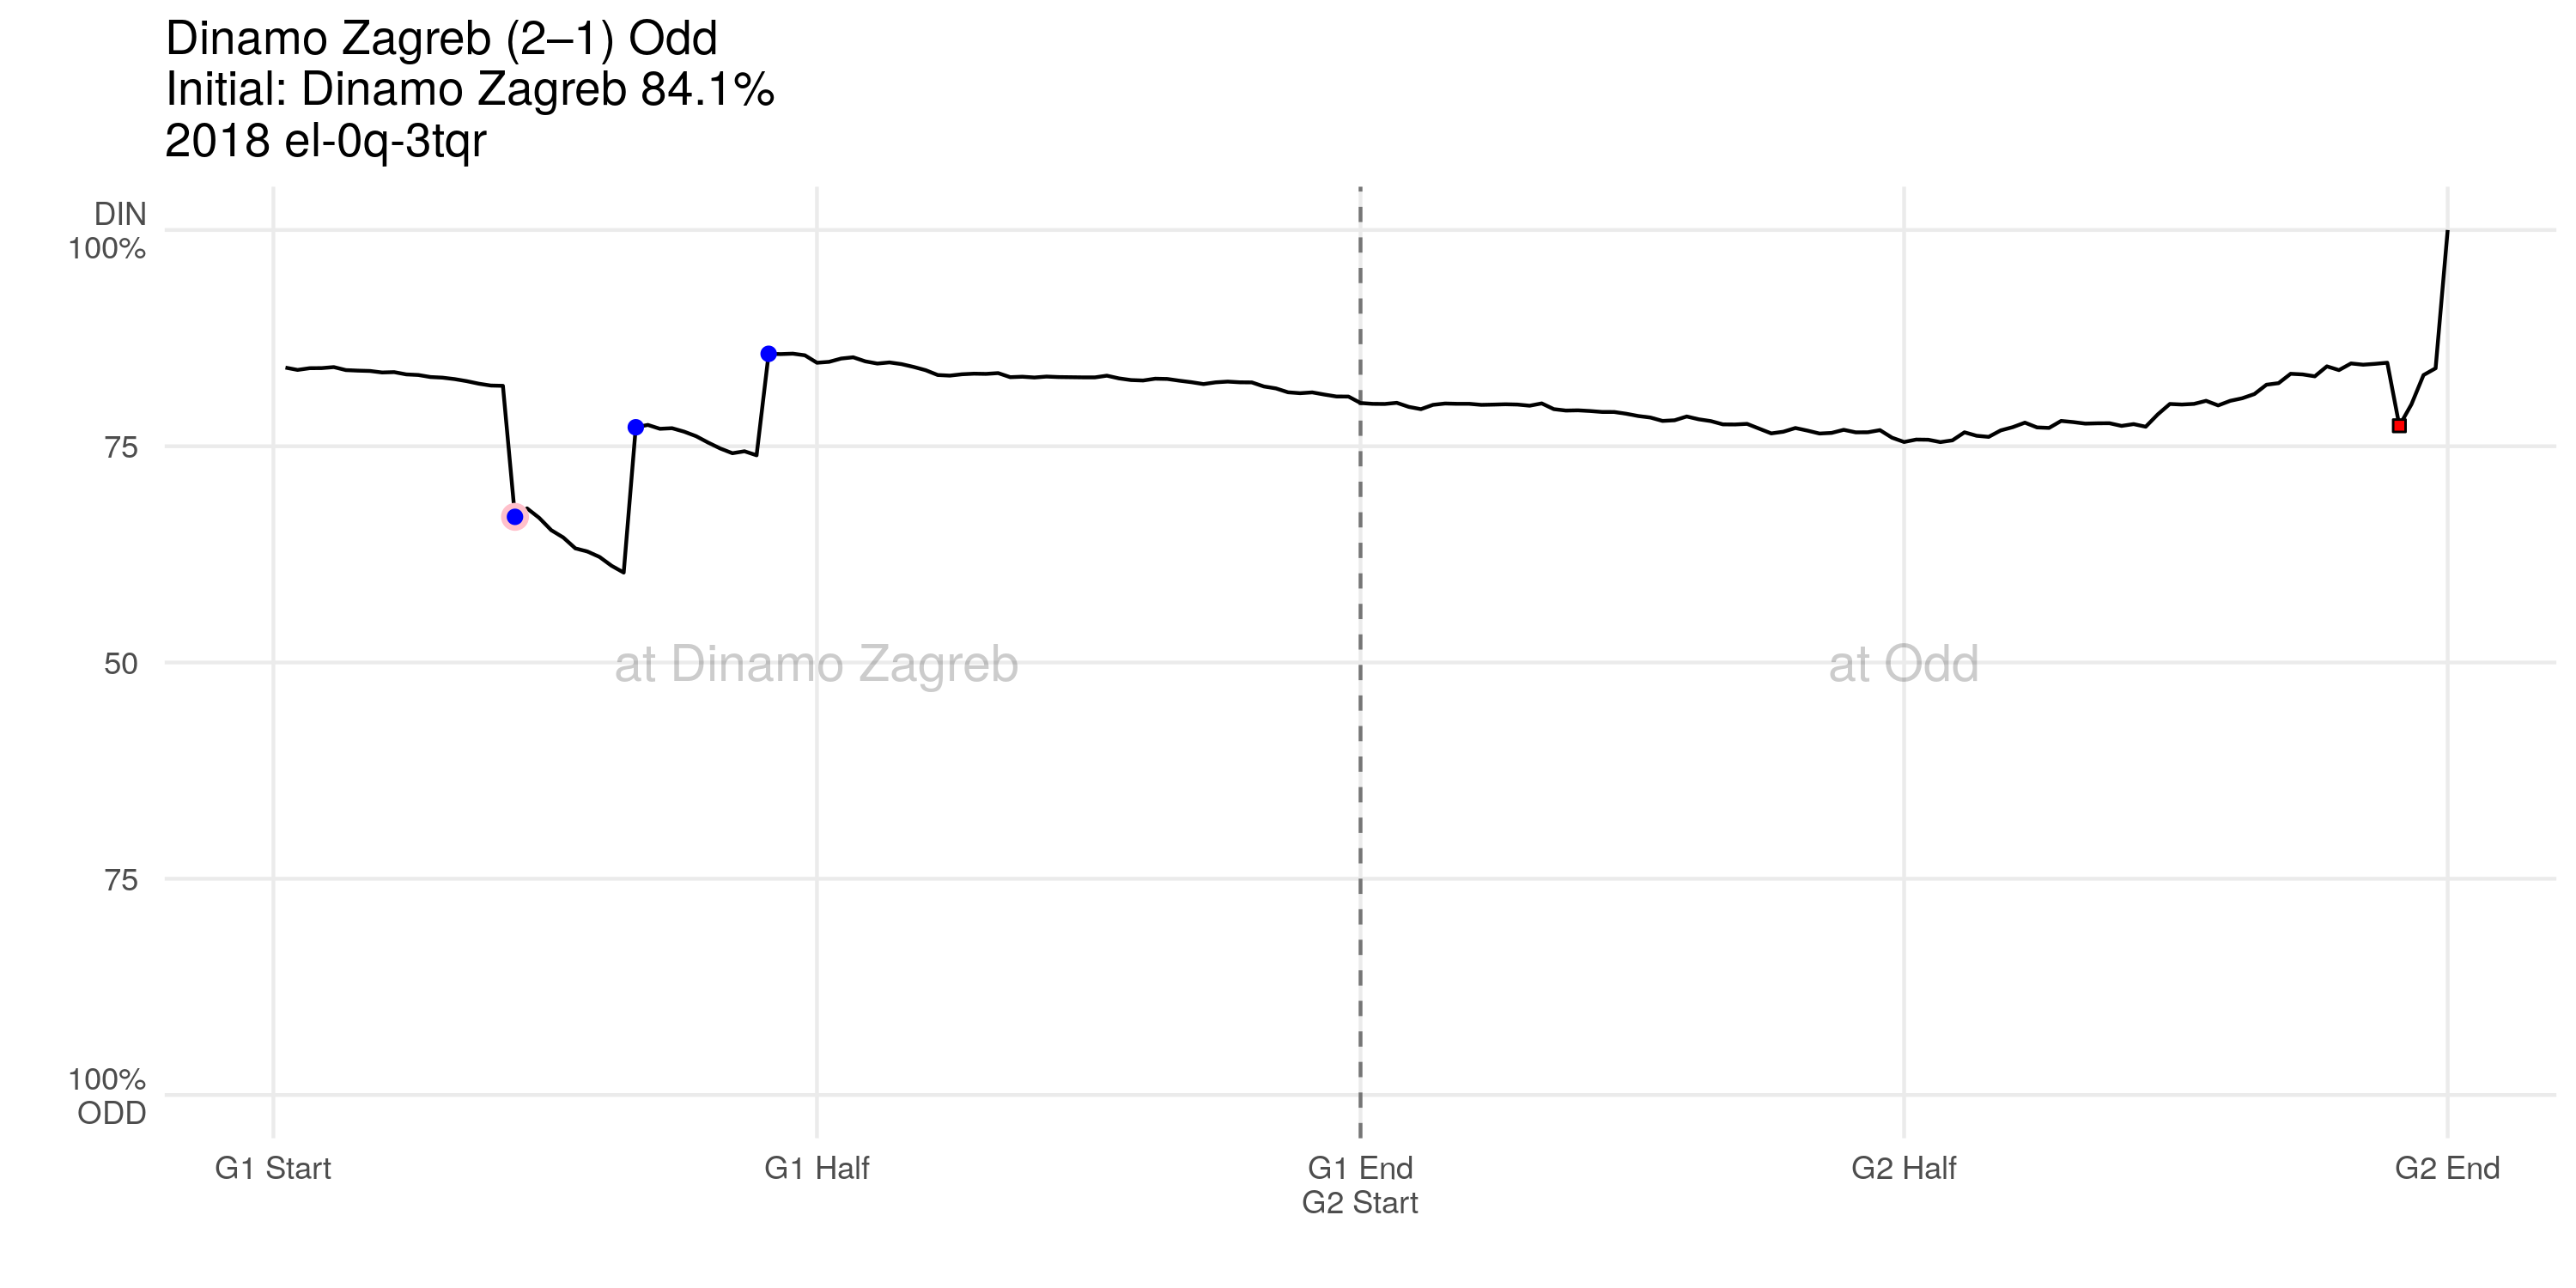 Dinamo Zagreb (2–1) Odd
Initial: Dinamo Zagreb 84.1%
2018 el-0q-3tqr
DIN
100%
75
50
75
100%
ODD
at Dinamo Zagreb
at Odd
G1 Start
G1 Half
G1 End
G2 Start
G2 Half
G2 End